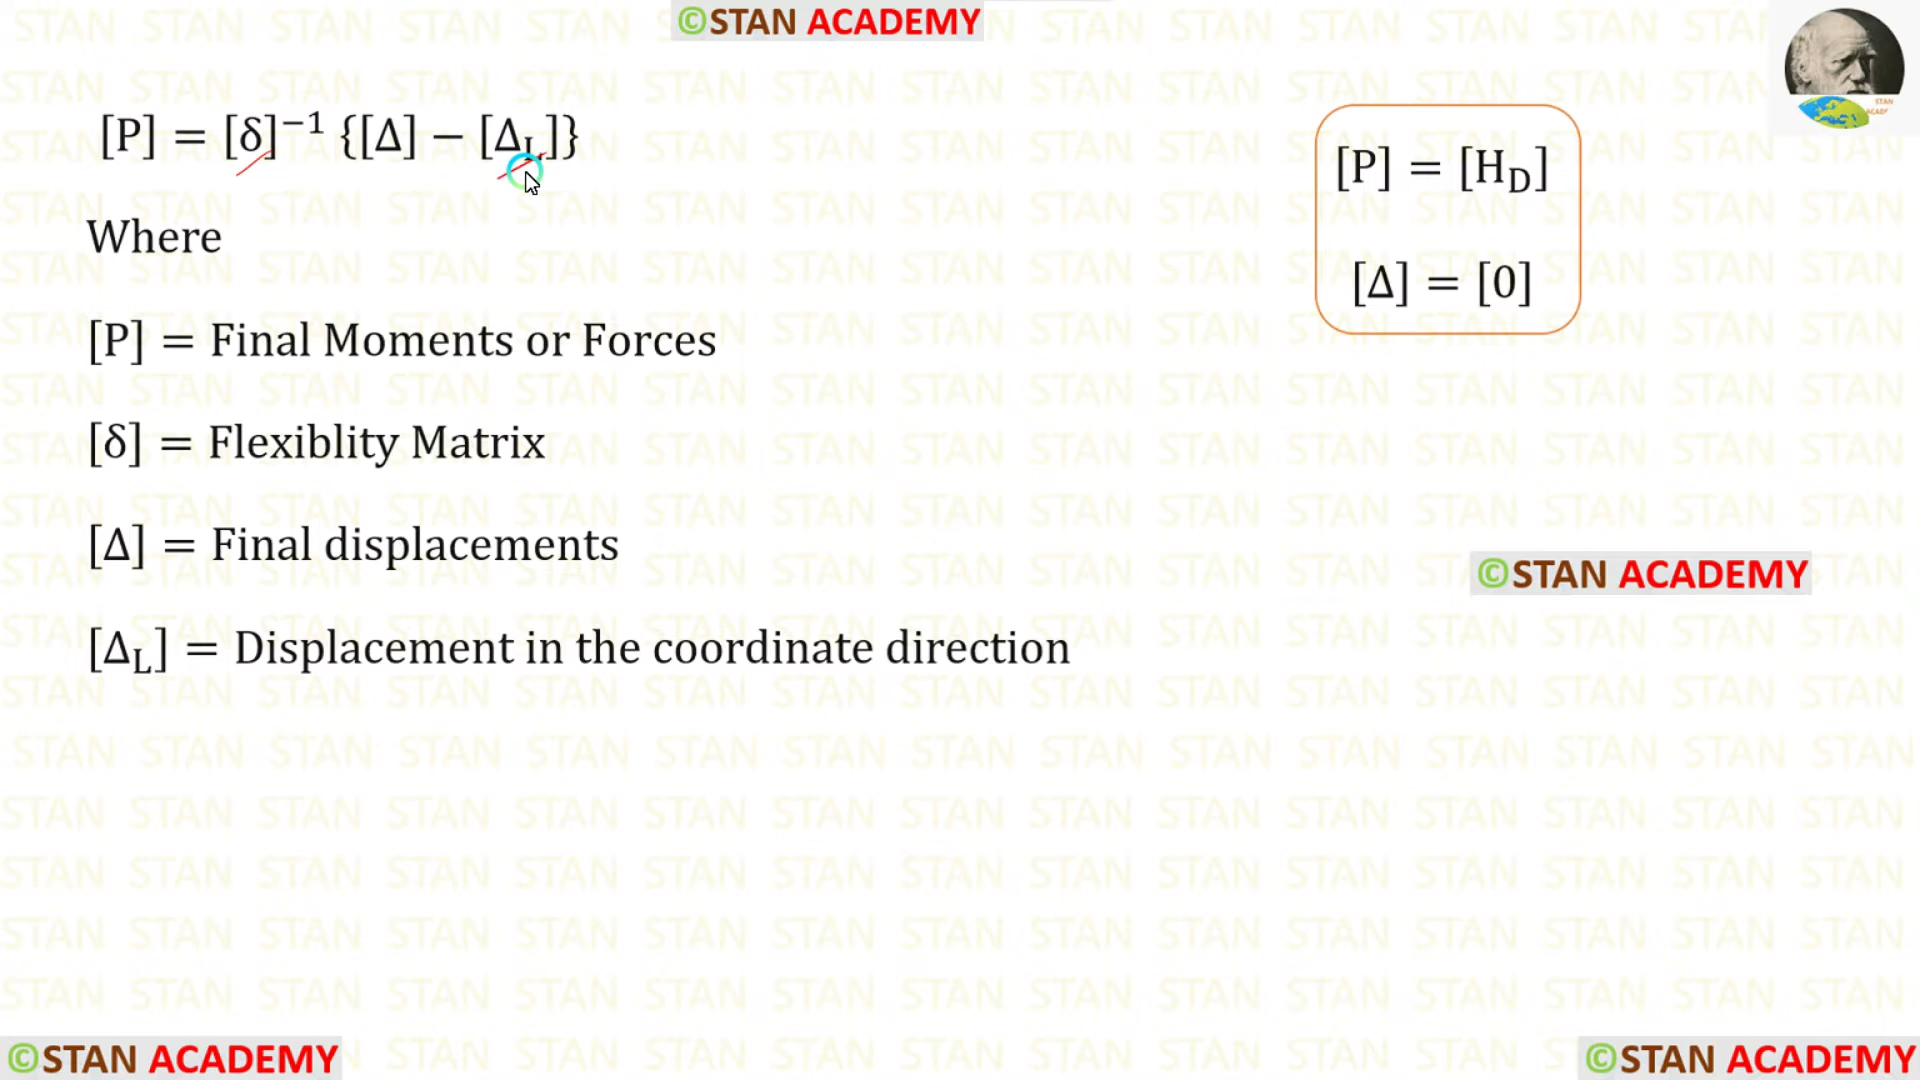 ©STAN ACADEMY
[P] = [δ]⁻¹ {[Δ] − [Δ_L]}
Where
[P] = Final Moments or Forces
[δ] = Flexiblity Matrix
[Δ] = Final displacements
[Δ_L] = Displacement in the coordinate direction
[P] = [H_D]
[Δ] = [0]
©STAN ACADEMY
©STAN ACADEMY
©STAN ACADEMY